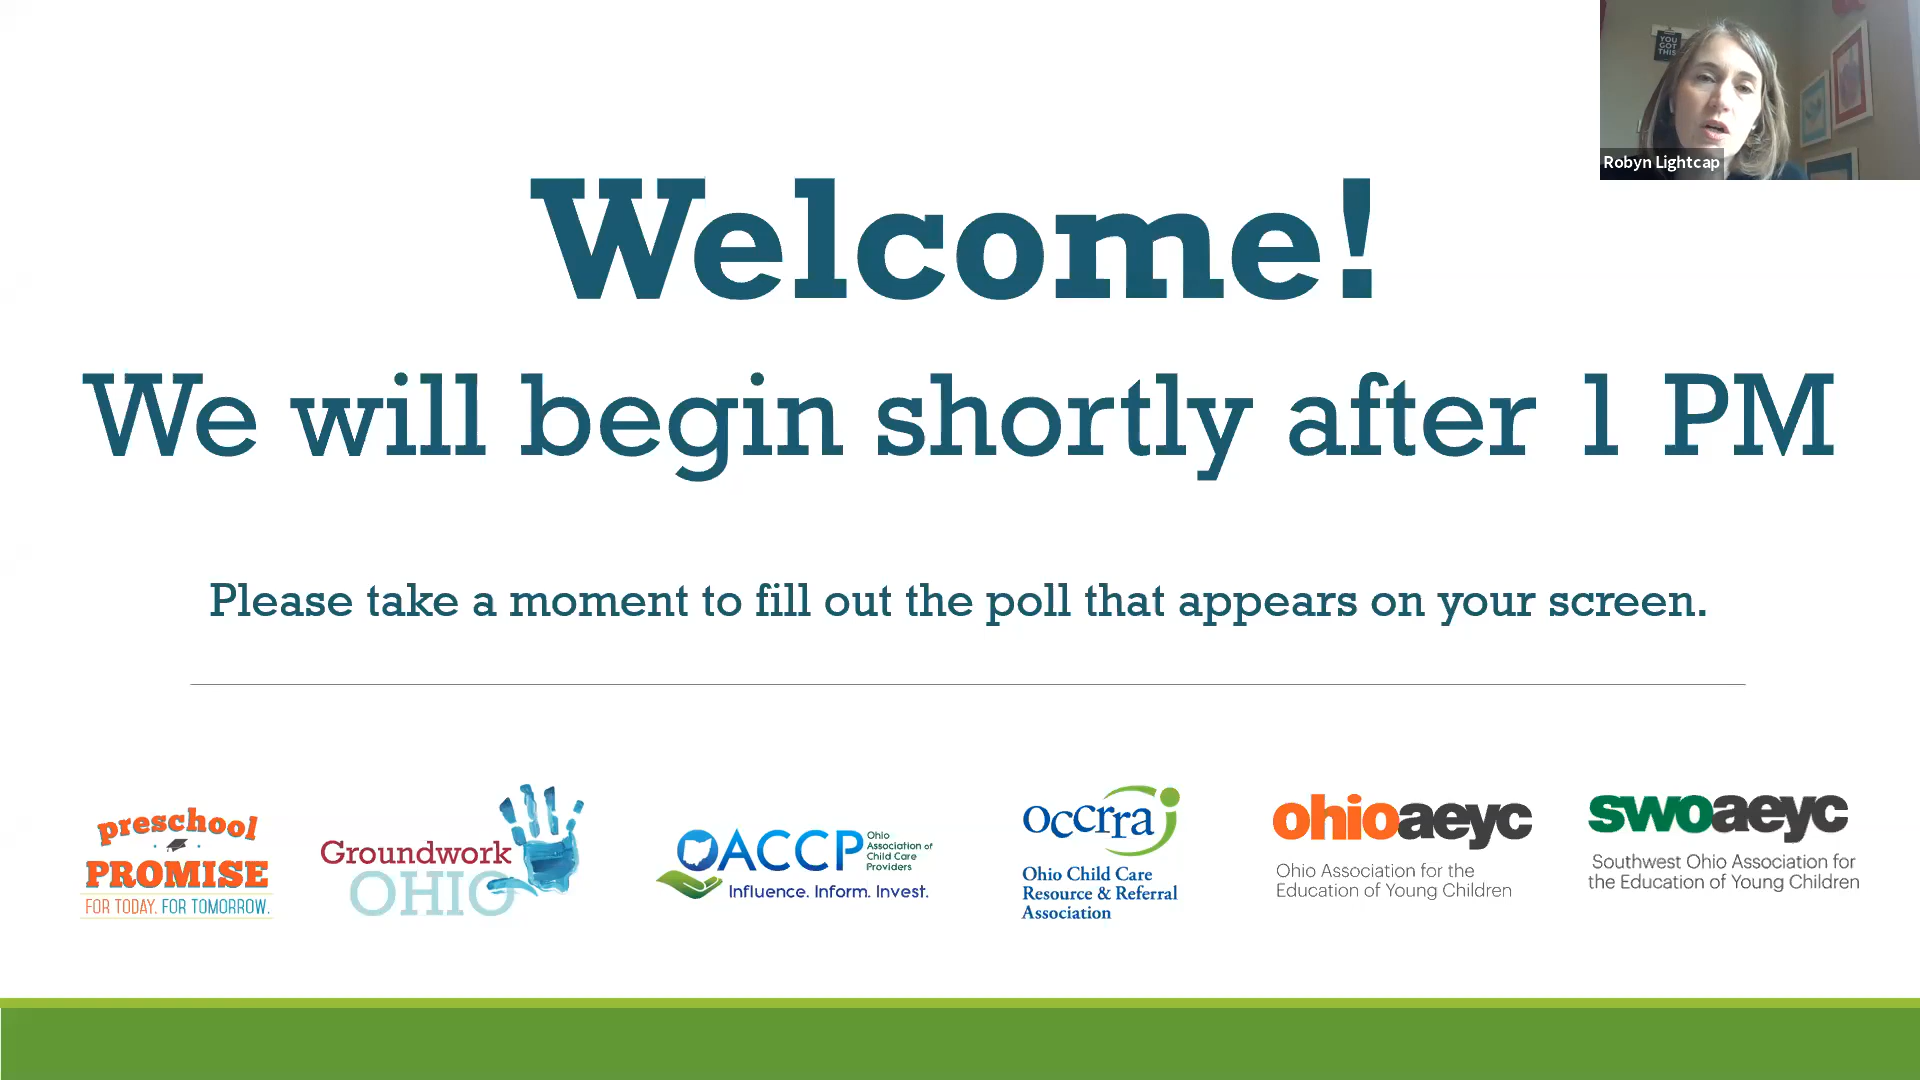 YOU
GOT
THIS
Robyn Lightcap
Welcome!
We will begin shortly after 1 PM
Please take a moment to fill out the poll that appears on your screen.
preschool
PROMISE
FOR TODAY. FOR TOMORROW.
Groundwork
OHIO
OACCP
Ohio
Association of
Child Care
Providers
Influence. Inform. Invest.
occrra
Ohio Child Care
Resource & Referral
Association
ohioaeyc
Ohio Association for the
Education of Young Children
swoaeyc
Southwest Ohio Association for
the Education of Young Children